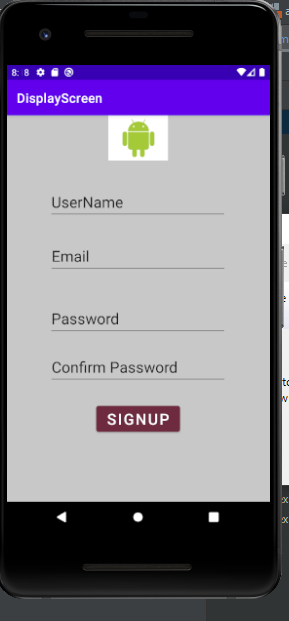 8: 8
DisplayScreen
UserName
Email
Password
Confirm Password
SIGNUP